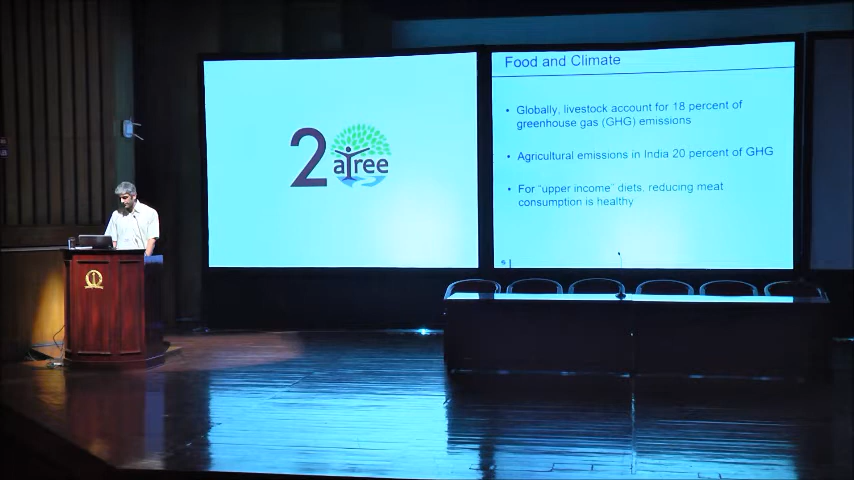 20
aTree
Food and Climate
• Globally, livestock account for 18 percent of
greenhouse gas (GHG) emissions
• Agricultural emissions in India 20 percent of GHG
• For "upper income" diets, reducing meat
consumption is healthy